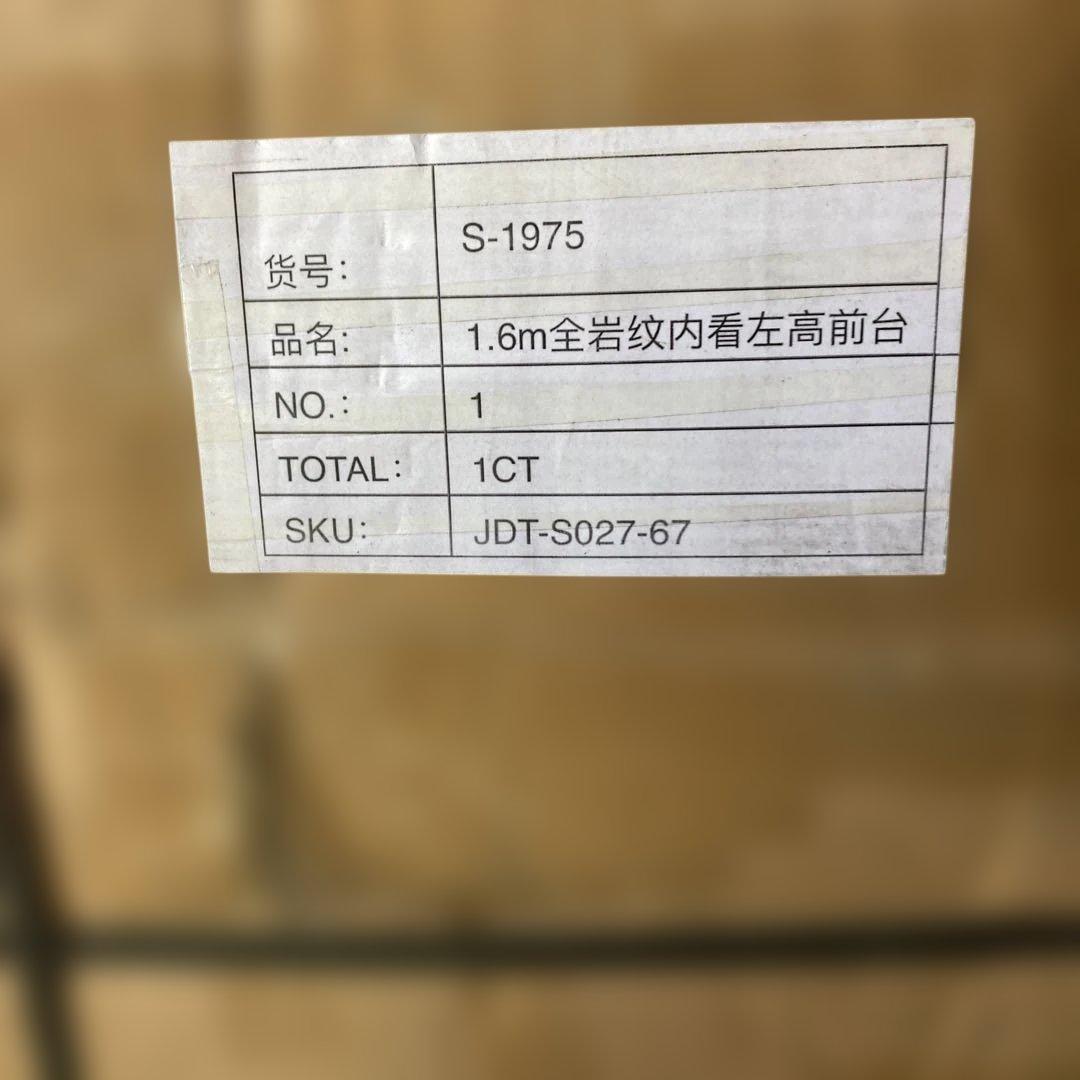 货号： S-1975
品名： 1.6m全岩纹内看左高前台
NO.： 1
TOTAL： 1CT
SKU： JDT-S027-67